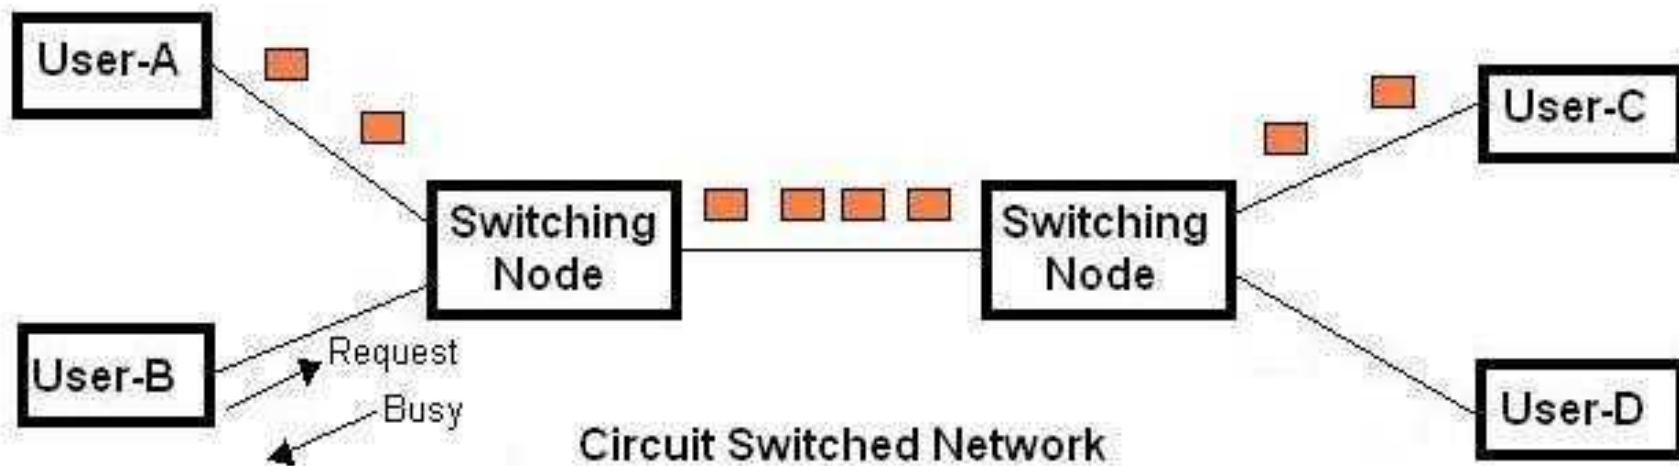 User-A
User-C
Switching
Node
Switching
Node
User-B
Request
Busy
User-D
Circuit Switched Network